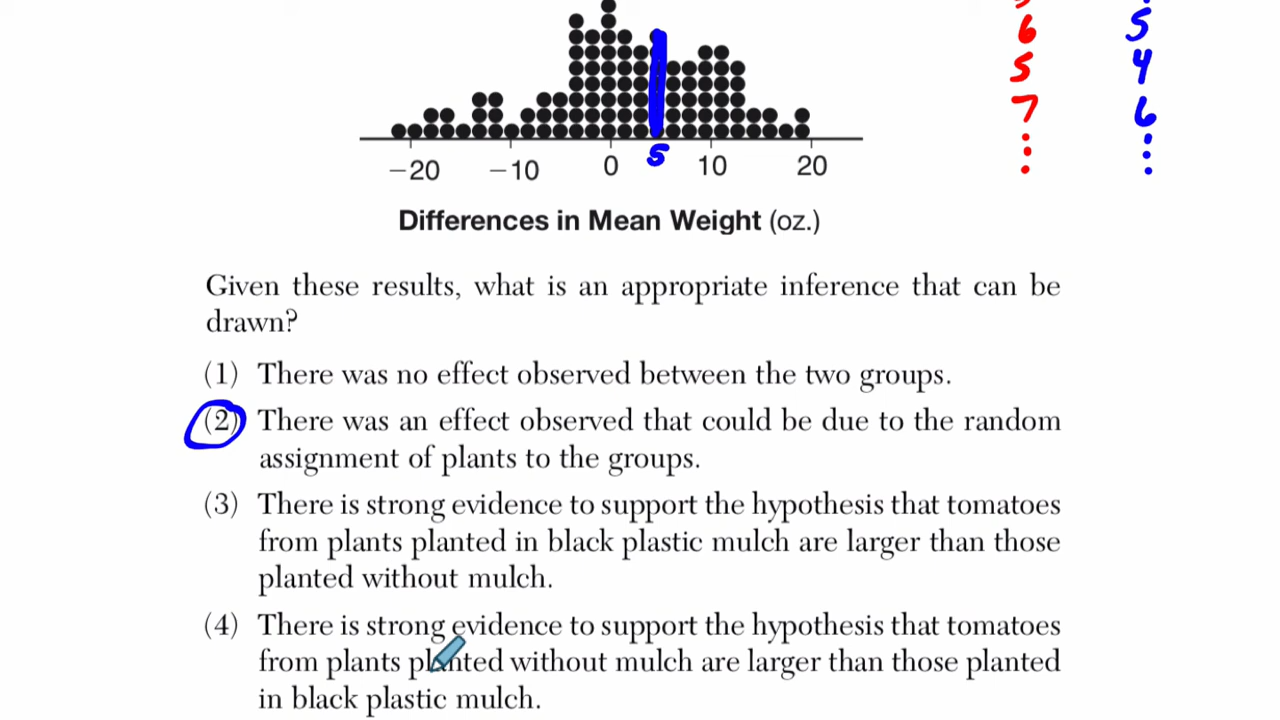 6 5
5 4
7 6
5
−20 −10 0 10 20
Differences in Mean Weight (oz.)
Given these results, what is an appropriate inference that can be
drawn?
(1) There was no effect observed between the two groups.
(2) There was an effect observed that could be due to the random
assignment of plants to the groups.
(3) There is strong evidence to support the hypothesis that tomatoes
from plants planted in black plastic mulch are larger than those
planted without mulch.
(4) There is strong evidence to support the hypothesis that tomatoes
from plants planted without mulch are larger than those planted
in black plastic mulch.